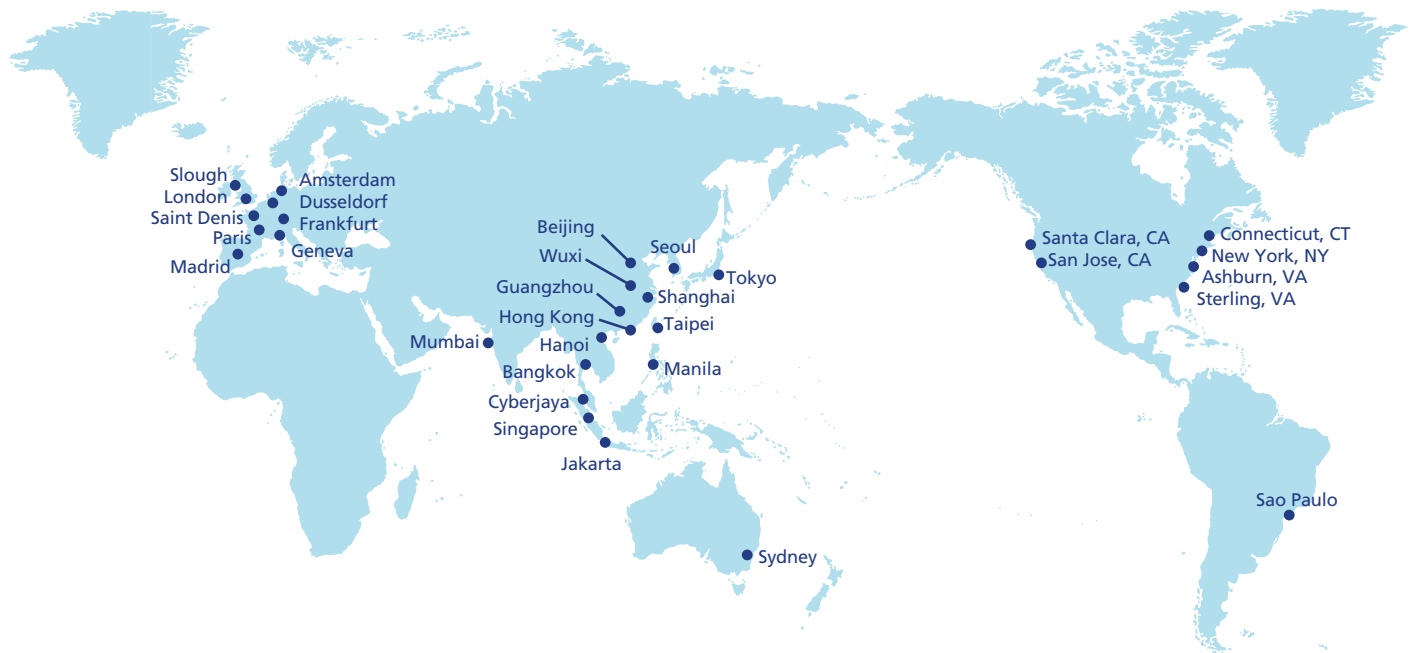 Slough
London
Saint Denis
Paris
Madrid
Amsterdam
Dusseldorf
Frankfurt
Geneva
Mumbai
Beijing
Wuxi
Guangzhou
Hong Kong
Hanoi
Bangkok
Cyberjaya
Singapore
Jakarta
Seoul
Tokyo
Shanghai
Taipei
Manila
Sydney
Santa Clara, CA
San Jose, CA
Connecticut, CT
New York, NY
Ashburn, VA
Sterling, VA
Sao Paulo